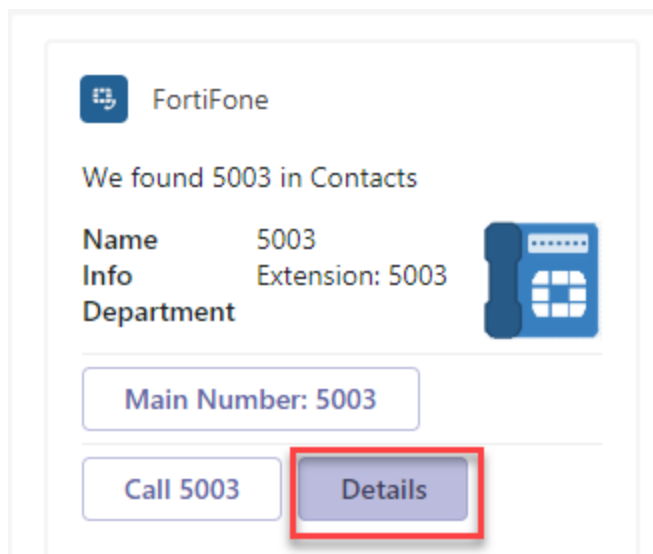 FortiFone
We found 5003 in Contacts
Name 5003
Info Extension: 5003
Department
Main Number: 5003
Call 5003 Details